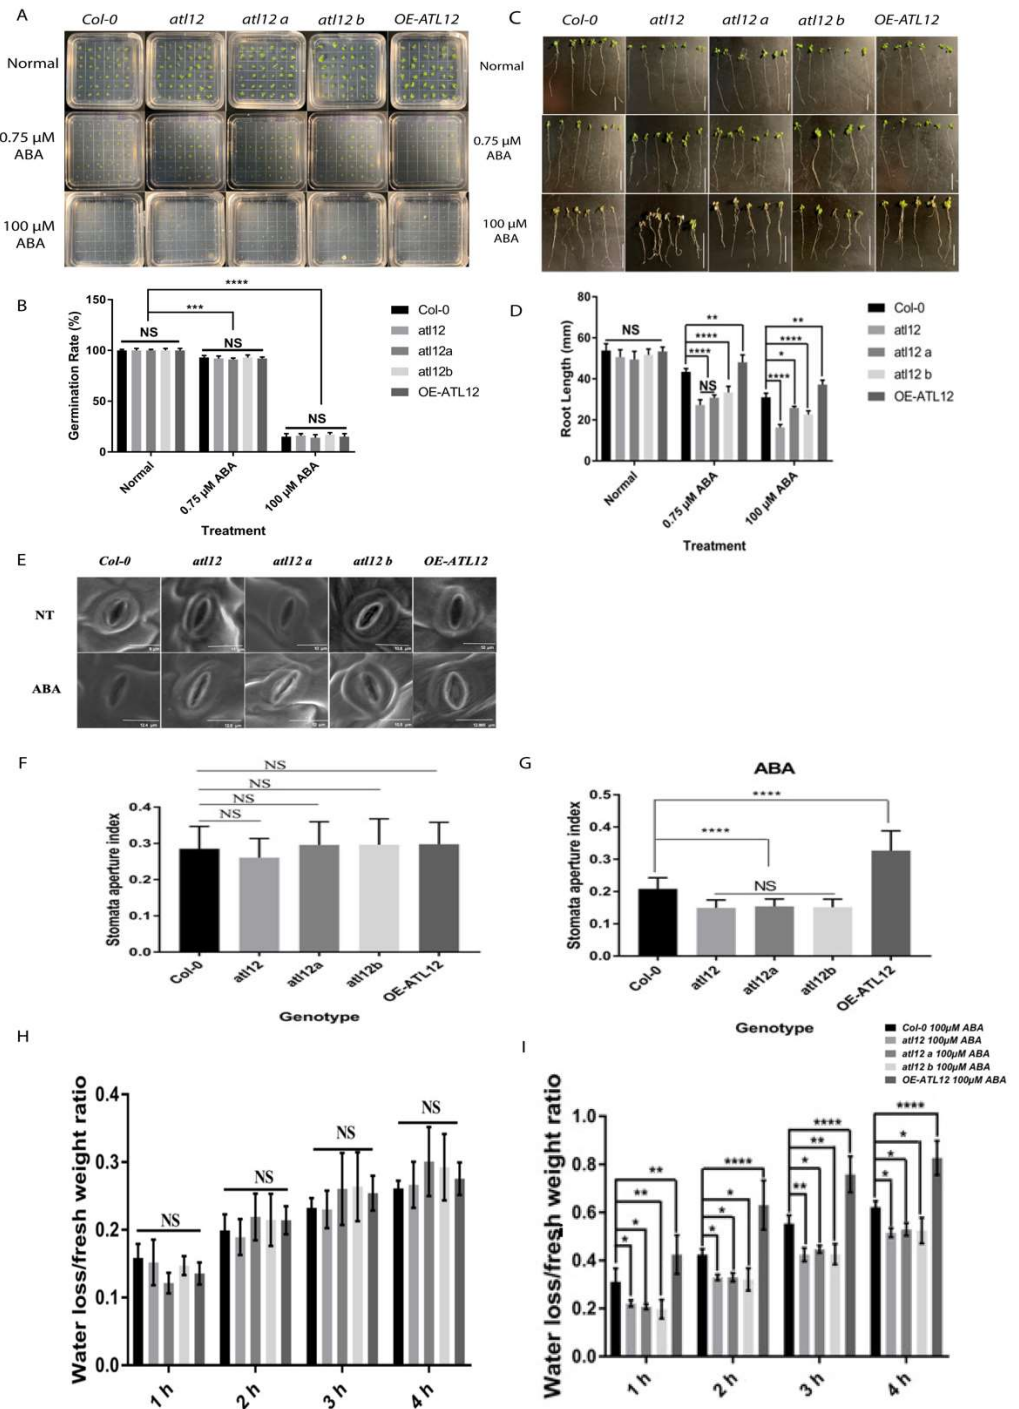 A
Col-0 atl12 atl12 a atl12 b OE-ATL12
Normal
0.75 µM
ABA
100 µM
ABA
C
Col-0 atl12 atl12 a atl12 b OE-ATL12
Normal
0.75 µM
ABA
100 µM
ABA
B
Germination Rate (%)
150
100
50
0
****
***
NS
NS
Normal
0.75 µM ABA
100 µM ABA
Treatment
Col-0
atl12
atl12a
atl12b
OE-ATL12
D
Root Length (mm)
80
60
40
20
0
NS
**
****
****
NS
**
****
*
****
Normal
0.75 µM ABA
100 µM ABA
Treatment
Col-0
atl12
atl12 a
atl12 b
OE-ATL12
E
Col-0 atl12 atl12 a atl12 b OE-ATL12
NT
ABA
F
Stomata aperture index
0.4
0.3
0.2
0.1
0.0
NS
NS
NS
NS
Col-0
atl12
atl12a
atl12b
OE-ATL12
Genotype
G
ABA
Stomata aperture index
0.5
0.4
0.3
0.2
0.1
0.0
****
****
NS
Col-0
atl12
atl12a
atl12b
OE-ATL12
Genotype
H
Water loss/fresh weight ratio
0.4
0.3
0.2
0.1
0.0
NS
NS
NS
NS
1 h
2 h
3 h
4 h
I
Col-0 100µM ABA
atl12 100µM ABA
atl12 a 100µM ABA
atl12 b 100µM ABA
OE-ATL12 100µM ABA
Water loss/fresh weight ratio
1.0
0.8
0.6
0.4
0.2
0.0
**
**
*
*
****
*
*
*
****
**
*
**
****
*
*
*
1 h
2 h
3 h
4 h